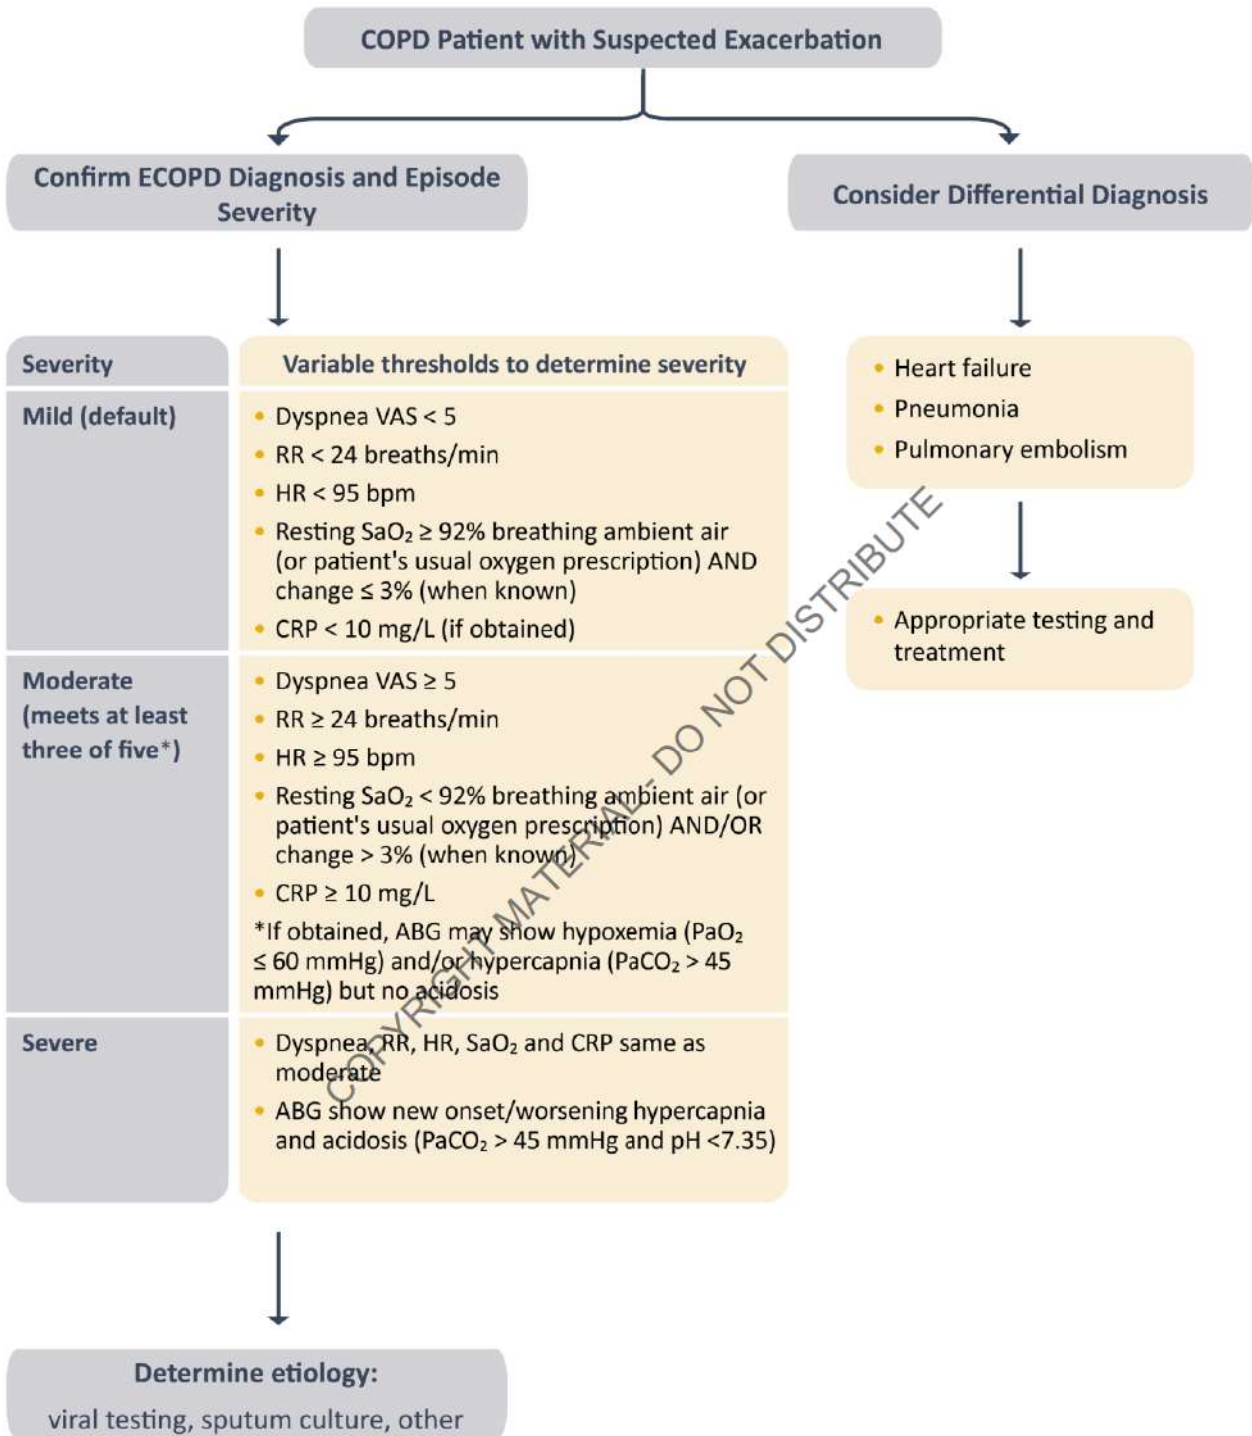 COPD Patient with Suspected Exacerbation
Confirm ECOPD Diagnosis and Episode
Severity
Consider Differential Diagnosis
Severity
Variable thresholds to determine severity
Mild (default)
• Dyspnea VAS < 5
• RR < 24 breaths/min
• HR < 95 bpm
• Resting SaO₂ ≥ 92% breathing ambient air
(or patient's usual oxygen prescription) AND
change ≤ 3% (when known)
• CRP < 10 mg/L (if obtained)
Moderate
(meets at least
three of five*)
• Dyspnea VAS ≥ 5
• RR ≥ 24 breaths/min
• HR ≥ 95 bpm
• Resting SaO₂ < 92% breathing ambient air (or
patient's usual oxygen prescription) AND/OR
change > 3% (when known)
• CRP ≥ 10 mg/L
*If obtained, ABG may show hypoxemia (PaO₂
≤ 60 mmHg) and/or hypercapnia (PaCO₂ > 45
mmHg) but no acidosis
Severe
• Dyspnea, RR, HR, SaO₂ and CRP same as
moderate
• ABG show new onset/worsening hypercapnia
and acidosis (PaCO₂ > 45 mmHg and pH <7.35)
Determine etiology:
viral testing, sputum culture, other
• Heart failure
• Pneumonia
• Pulmonary embolism
• Appropriate testing and
treatment
COPYRIGHT MATERIAL - DO NOT DISTRIBUTE